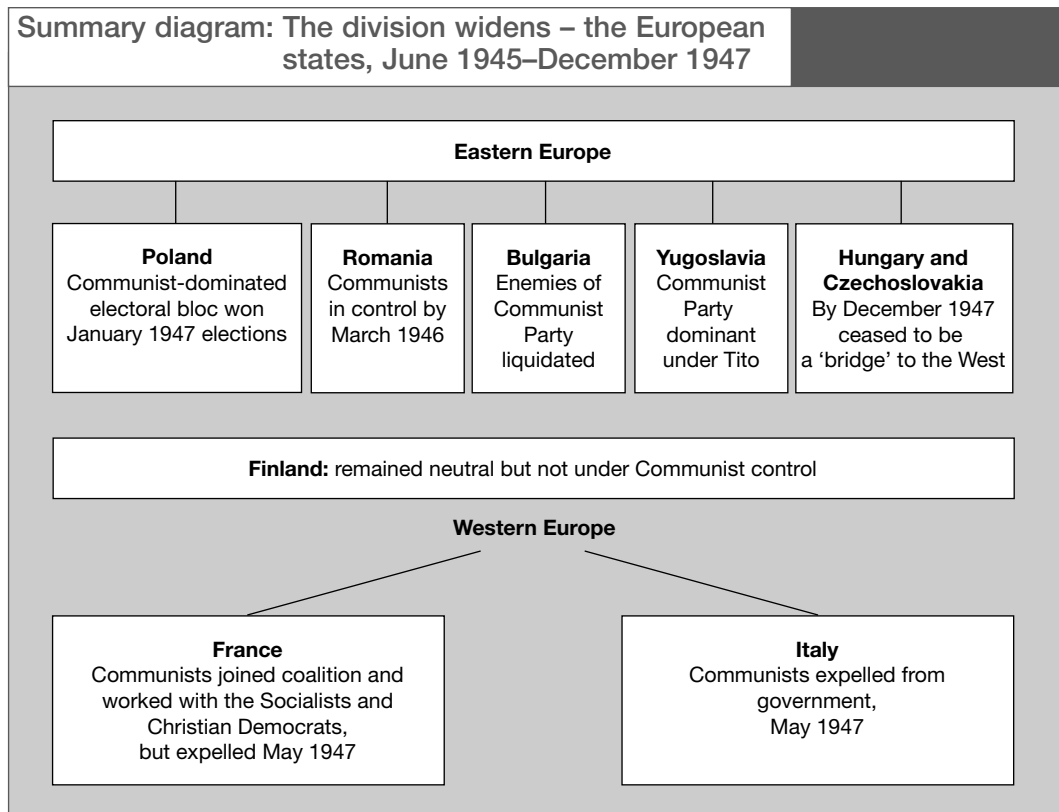 Summary diagram: The division widens – the European
states, June 1945–December 1947
Eastern Europe
Poland
Communist-dominated
electoral bloc won
January 1947 elections
Romania
Communists
in control by
March 1946
Bulgaria
Enemies of
Communist
Party
liquidated
Yugoslavia
Communist
Party
dominant
under Tito
Hungary and
Czechoslovakia
By December 1947
ceased to be
a ‘bridge’ to the West
Finland: remained neutral but not under Communist control
Western Europe
France
Communists joined coalition and
worked with the Socialists and
Christian Democrats,
but expelled May 1947
Italy
Communists expelled from
government,
May 1947